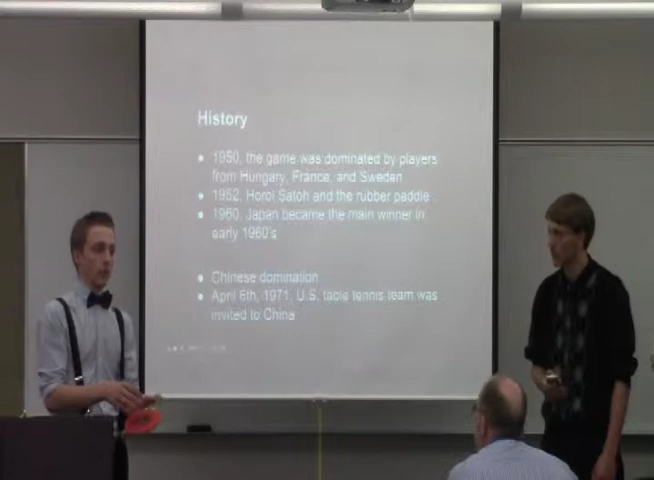 History
• 1950, the game was dominated by players
from Hungary, France, and Sweden
• 1952, Horoi Satoh and the rubber paddle
• 1960, Japan became the main winner in
early 1960's
• Chinese domination
• April 6th, 1971, U.S. table tennis team was
invited to China